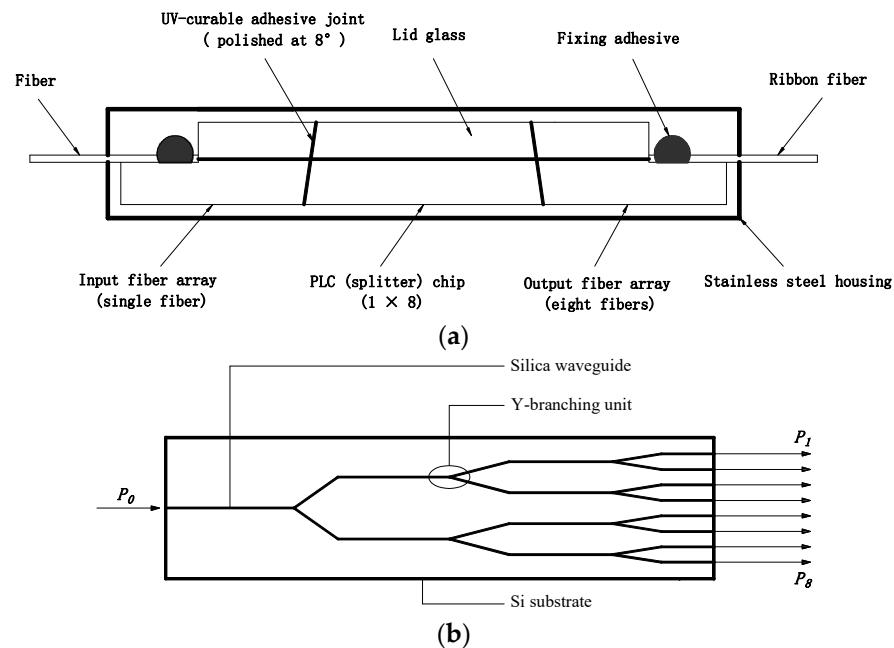 UV-curable adhesive joint
( polished at 8° )
Lid glass
Fixing adhesive
Fiber
Ribbon fiber
Input fiber array
(single fiber)
PLC (splitter) chip
(1 × 8)
Output fiber array
(eight fibers)
Stainless steel housing
(a)
Silica waveguide
Y-branching unit
P1
P0
P8
Si substrate
(b)